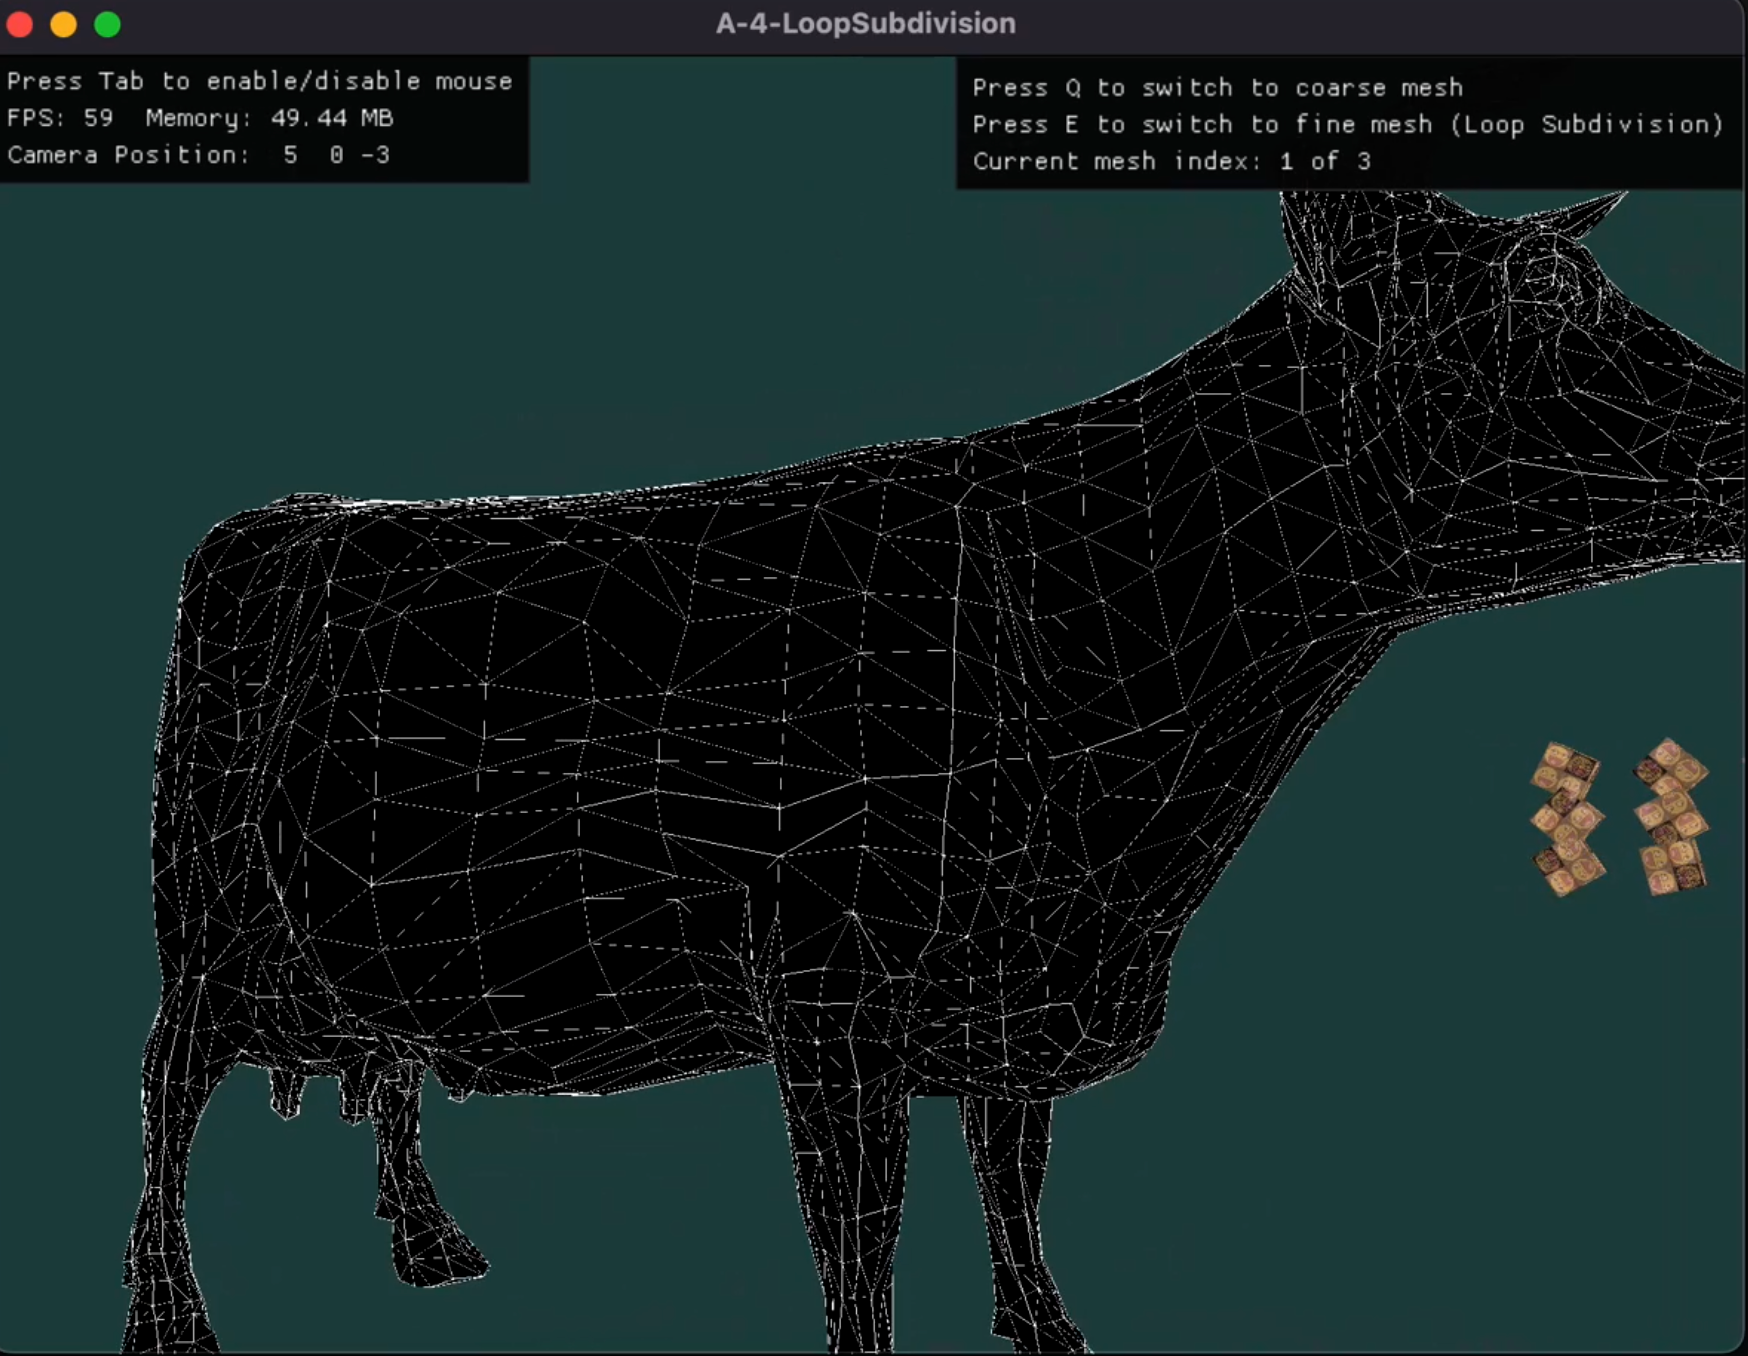 A-4-LoopSubdivision
Press Tab to enable/disable mouse
FPS: 59  Memory: 49.44 MB
Camera Position:  5  0 -3
Press Q to switch to coarse mesh
Press E to switch to fine mesh (Loop Subdivision)
Current mesh index: 1 of 3